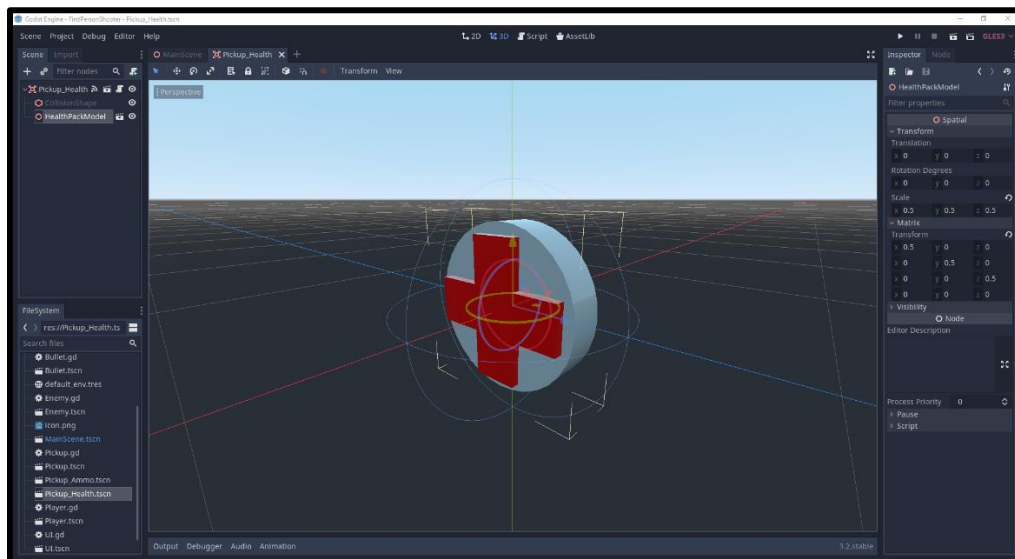 Godot Engine - FirstPersonShooter - Pickup_Health.tscn
Scene Project Debug Editor Help
2D 3D Script AssetLib
GLES3
Scene Import
MainScene Pickup_Health X
Inspector Node
Filter nodes
Transform View
Pickup_Health
CollisionShape
HealthPackModel
Perspective
HealthPackModel
Filter properties
Spatial
Transform
Translation
x 0 y 0 z 0
Rotation Degrees
x 0 y 0 z 0
Scale
x 0.5 y 0.5 z 0.5
Matrix
Transform
x 0.5 y 0 z 0
x 0 y 0.5 z 0
x 0 y 0 z 0.5
x 0 y 0 z 0
Visibility
Node
Editor Description
Process Priority 0
Pause
Script
FileSystem
res://Pickup_Health.ts
Search files
Bullet.gd
Bullet.tscn
default_env.tres
Enemy.gd
Enemy.tscn
icon.png
MainScene.tscn
Pickup.gd
Pickup.tscn
Pickup_Ammo.tscn
Pickup_Health.tscn
Player.gd
Player.tscn
UI.gd
UI.tscn
Output Debugger Audio Animation
3.2.stable